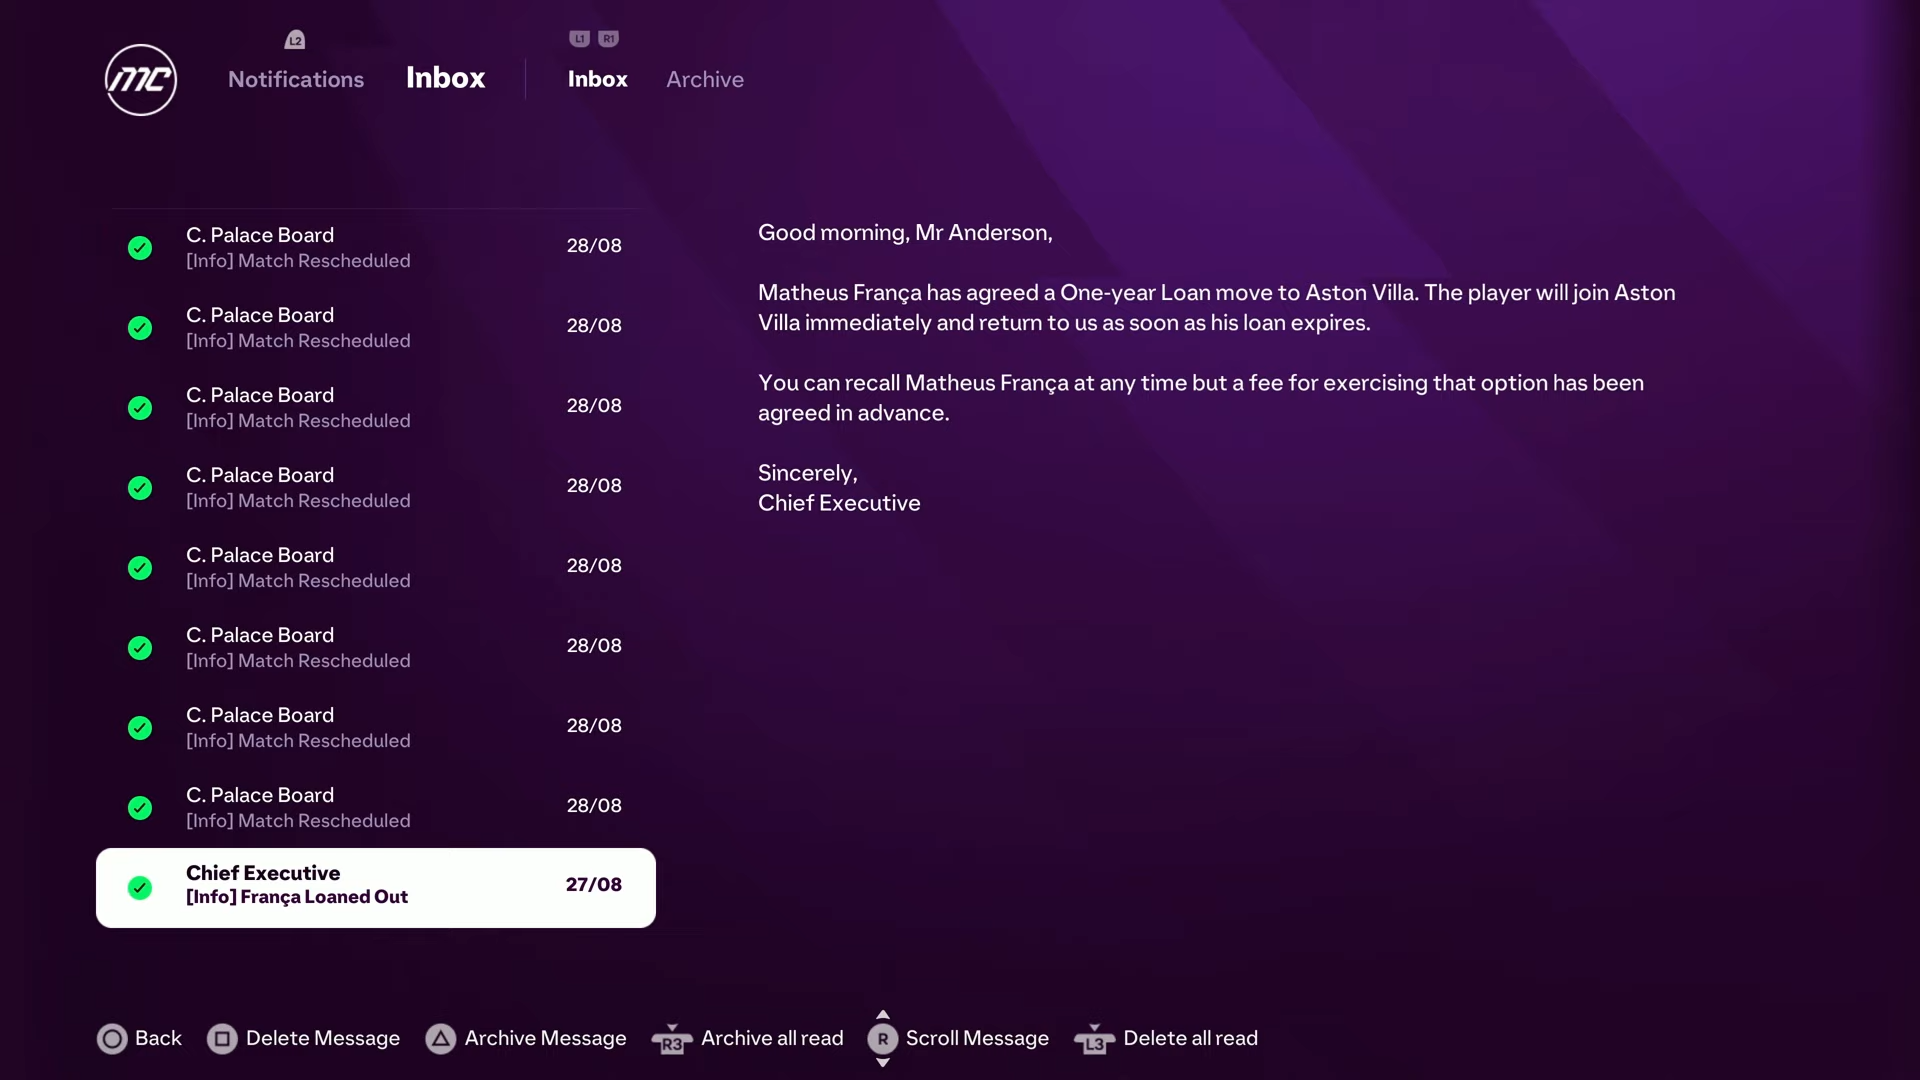 L2
L1 R1
MC
Notifications Inbox Inbox Archive
C. Palace Board
[Info] Match Rescheduled
28/08
C. Palace Board
[Info] Match Rescheduled
28/08
C. Palace Board
[Info] Match Rescheduled
28/08
C. Palace Board
[Info] Match Rescheduled
28/08
C. Palace Board
[Info] Match Rescheduled
28/08
C. Palace Board
[Info] Match Rescheduled
28/08
C. Palace Board
[Info] Match Rescheduled
28/08
C. Palace Board
[Info] Match Rescheduled
28/08
Chief Executive
[Info] França Loaned Out
27/08
Good morning, Mr Anderson,
Matheus França has agreed a One-year Loan move to Aston Villa. The player will join Aston
Villa immediately and return to us as soon as his loan expires.
You can recall Matheus França at any time but a fee for exercising that option has been
agreed in advance.
Sincerely,
Chief Executive
Back Delete Message Archive Message R3 Archive all read R Scroll Message L3 Delete all read